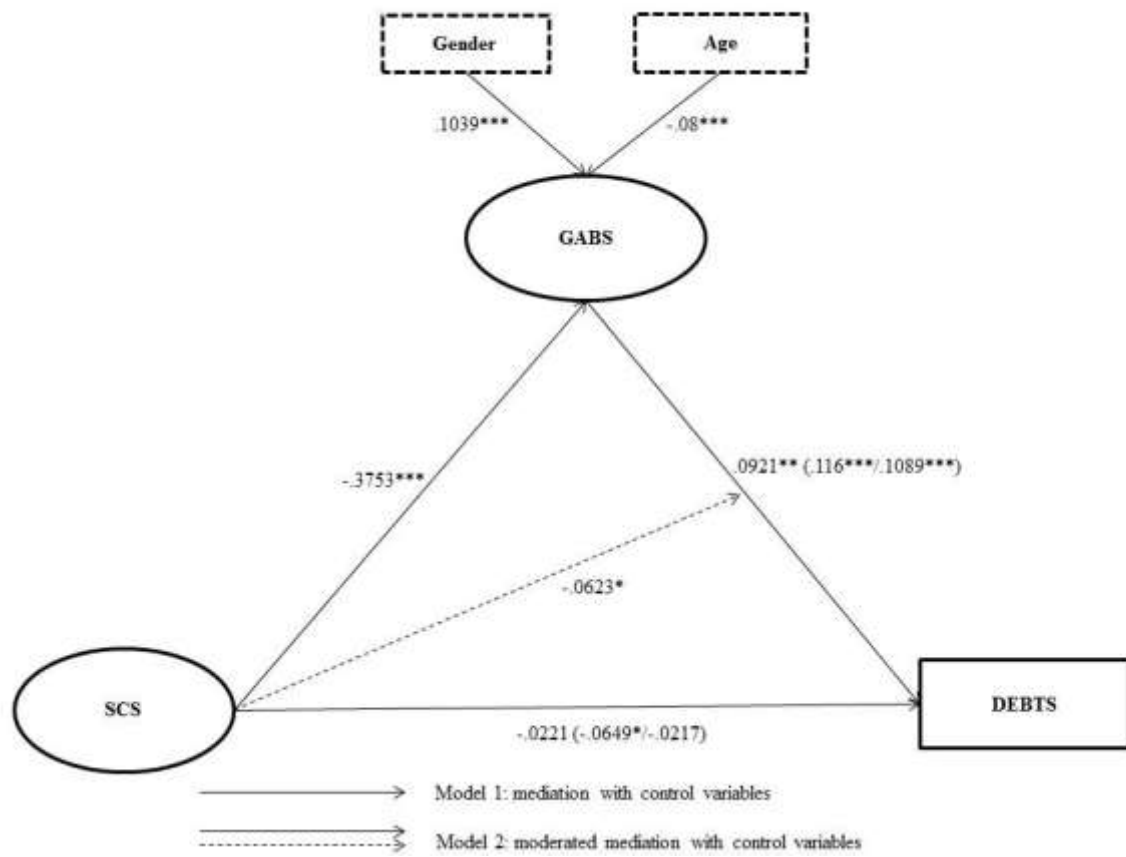 Gender
Age
.1039***
-.08***
GABS
-.3753***
.0921** (.116***/.1089***)
-.0623*
SCS
DEBTS
-.0221 (-.0649*/-.0217)
Model 1: mediation with control variables
Model 2: moderated mediation with control variables